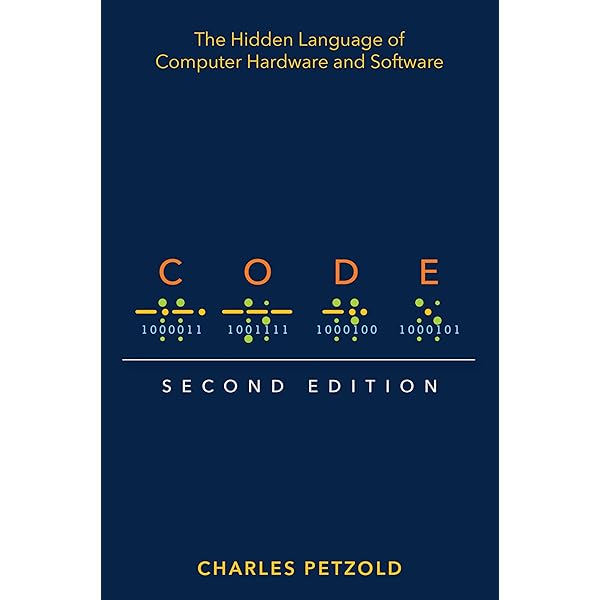 The Hidden Language of
Computer Hardware and Software
C O D E
1000011 1001111 1000100 1000101
SECOND EDITION
CHARLES PETZOLD